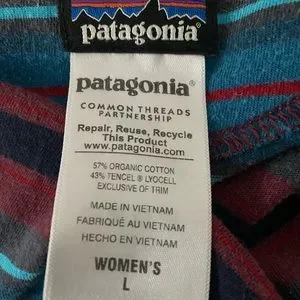 patagonia®
patagonia®
COMMON THREADS
PARTNERSHIP
Repair, Reuse, Recycle
This Product
www.patagonia.com
57% ORGANIC COTTON
43% TENCEL® LYOCELL
EXCLUSIVE OF TRIM
MADE IN VIETNAM
FABRIQUÉ AU VIETNAM
HECHO EN VIETNAM
WOMEN'S
L